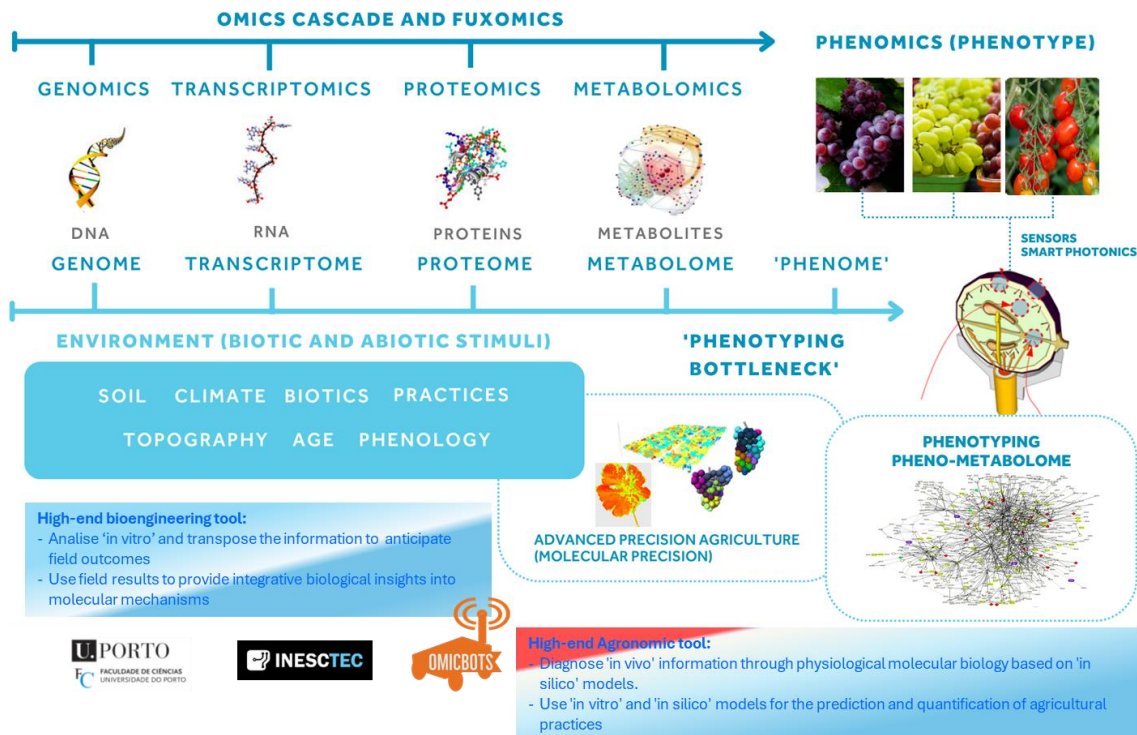 OMICS CASCADE AND FUXOMICS
PHENOMICS (PHENOTYPE)
GENOMICS
TRANSCRIPTOMICS
PROTEOMICS
METABOLOMICS
DNA
RNA
PROTEINS
METABOLITES
SENSORS
SMART PHOTONICS
GENOME
TRANSCRIPTOME
PROTEOME
METABOLOME
'PHENOME'
ENVIRONMENT (BIOTIC AND ABIOTIC STIMULI)
'PHENOTYPING
BOTTLENECK'
SOIL CLIMATE BIOTICS PRACTICES
TOPOGRAPHY AGE PHENOLOGY
ADVANCED PRECISION AGRICULTURE
(MOLECULAR PRECISION)
PHENOTYPING
PHENO-METABOLOME
High-end bioengineering tool:
- Analise ‘in vitro’ and transpose the information to anticipate
field outcomes
- Use field results to provide integrative biological insights into
molecular mechanisms
U.PORTO
FC FACULDADE DE CIÊNCIAS
UNIVERSIDADE DO PORTO
INESCTEC
OMICBOTS
High-end Agronomic tool:
- Diagnose 'in vivo' information through physiological molecular biology based on 'in
silico' models.
- Use 'in vitro' and 'in silico' models for the prediction and quantification of agricultural
practices